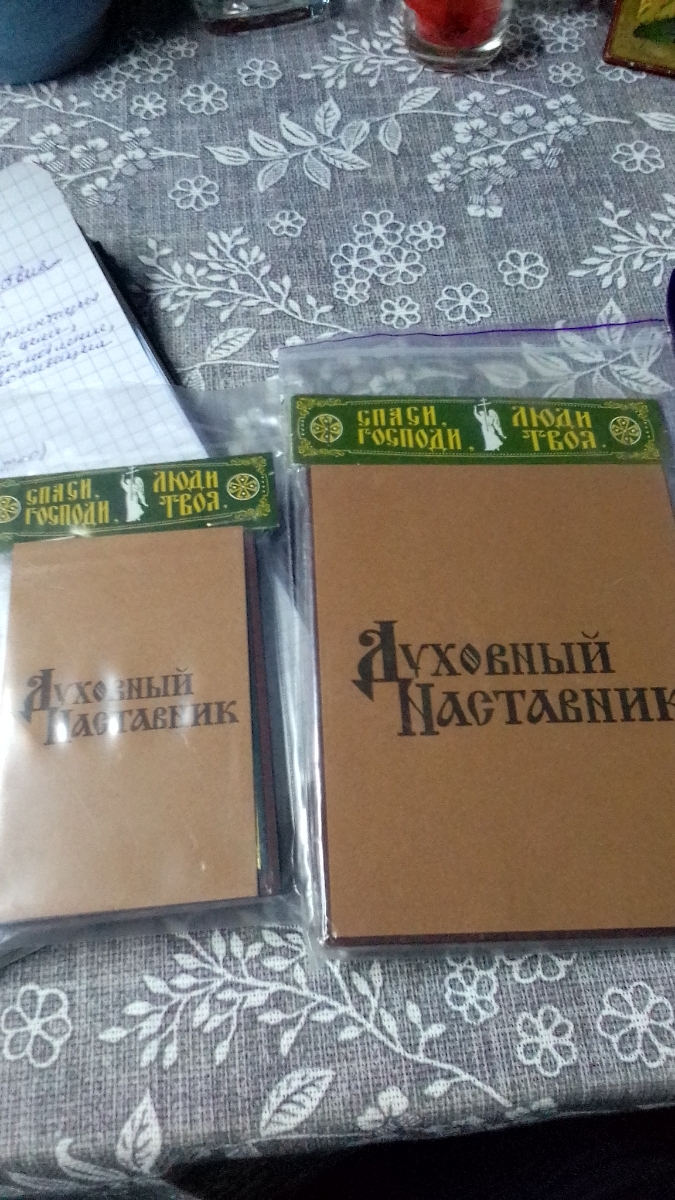 СПАСИ, ЛЮДИ
ГОСПОДИ, ТВОЯ
ДУХОВНЫЙ
НАСТАВНИК
СПАСИ, ЛЮДИ
ГОСПОДИ, ТВОЯ
ДУХОВНЫЙ
НАСТАВНИК